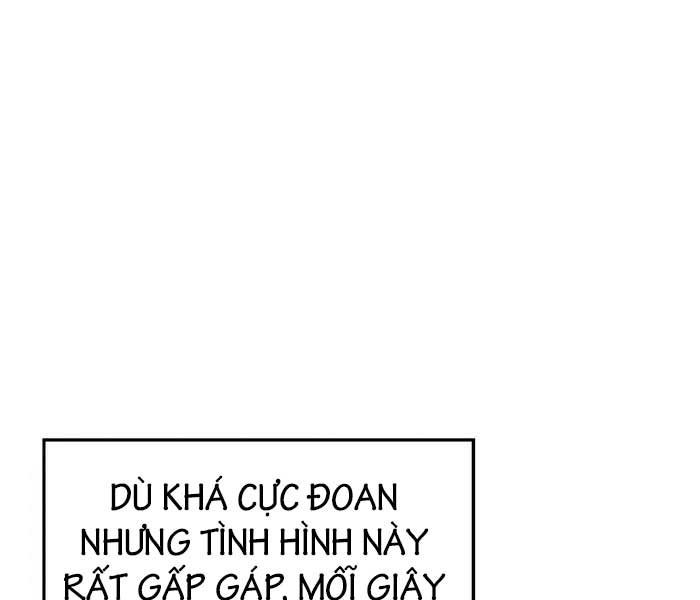 DÙ KHÁ CỰC ĐOAN
NHƯNG TÌNH HÌNH NÀY
RẤT GẤP GÁP, MỖI GIÂY